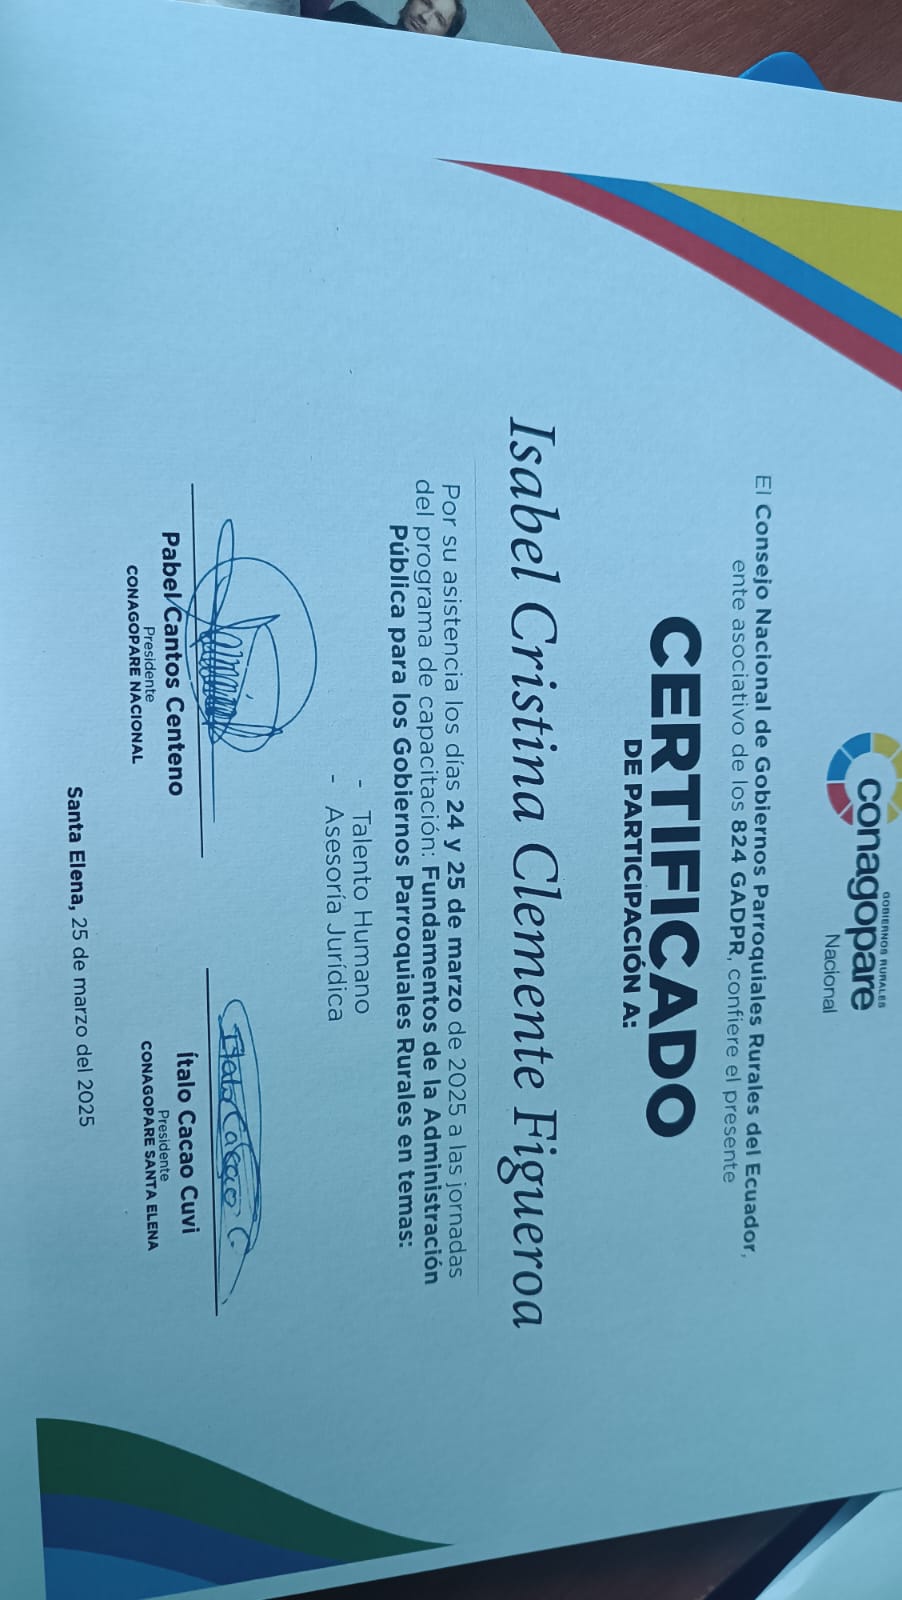 GOBIERNOS RURALES
conagopare
Nacional
El Consejo Nacional de Gobiernos Parroquiales Rurales del Ecuador,
ente asociativo de los 824 GADPR, confiere el presente
CERTIFICADO
DE PARTICIPACIÓN A:
Isabel Cristina Clemente Figueroa
Por su asistencia los días 24 y 25 de marzo de 2025 a las jornadas
del programa de capacitación: Fundamentos de la Administración
Pública para los Gobiernos Parroquiales Rurales en temas:
- Talento Humano
- Asesoría Jurídica
Pabel Cantos Centeno
Presidente
CONAGOPARE NACIONAL
Italo Cacao C.
Ítalo Cacao Cuvi
Presidente
CONAGOPARE SANTA ELENA
Santa Elena, 25 de marzo del 2025